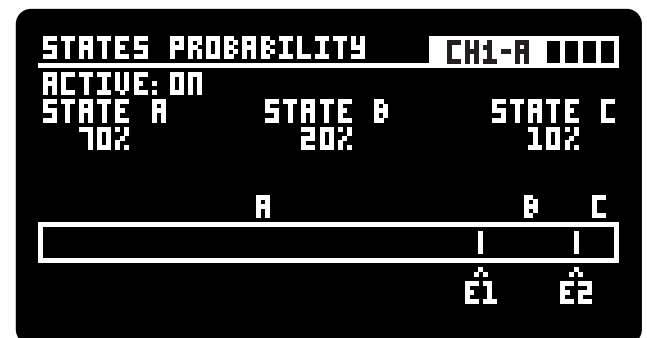 STATES PROBABILITY CH1-A
ACTIVE: ON
STATE A STATE B STATE C
70% 20% 10%
A B C
E1 E2